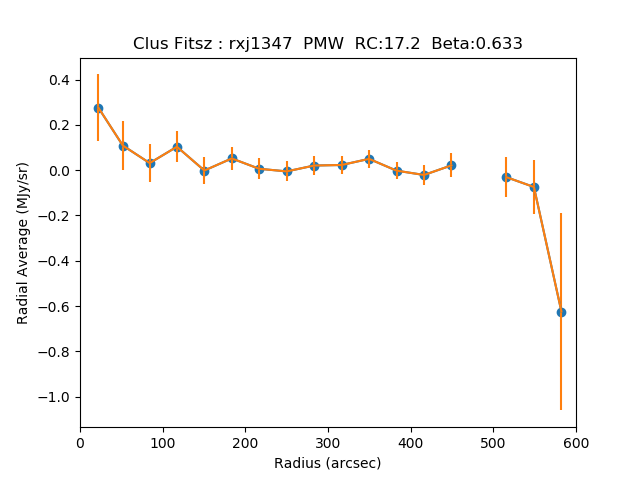 Clus Fitsz : rxj1347  PMW  RC:17.2  Beta:0.633
Radial Average (MJy/sr)
0.4
0.2
0.0
−0.2
−0.4
−0.6
−0.8
−1.0
0 100 200 300 400 500 600
Radius (arcsec)